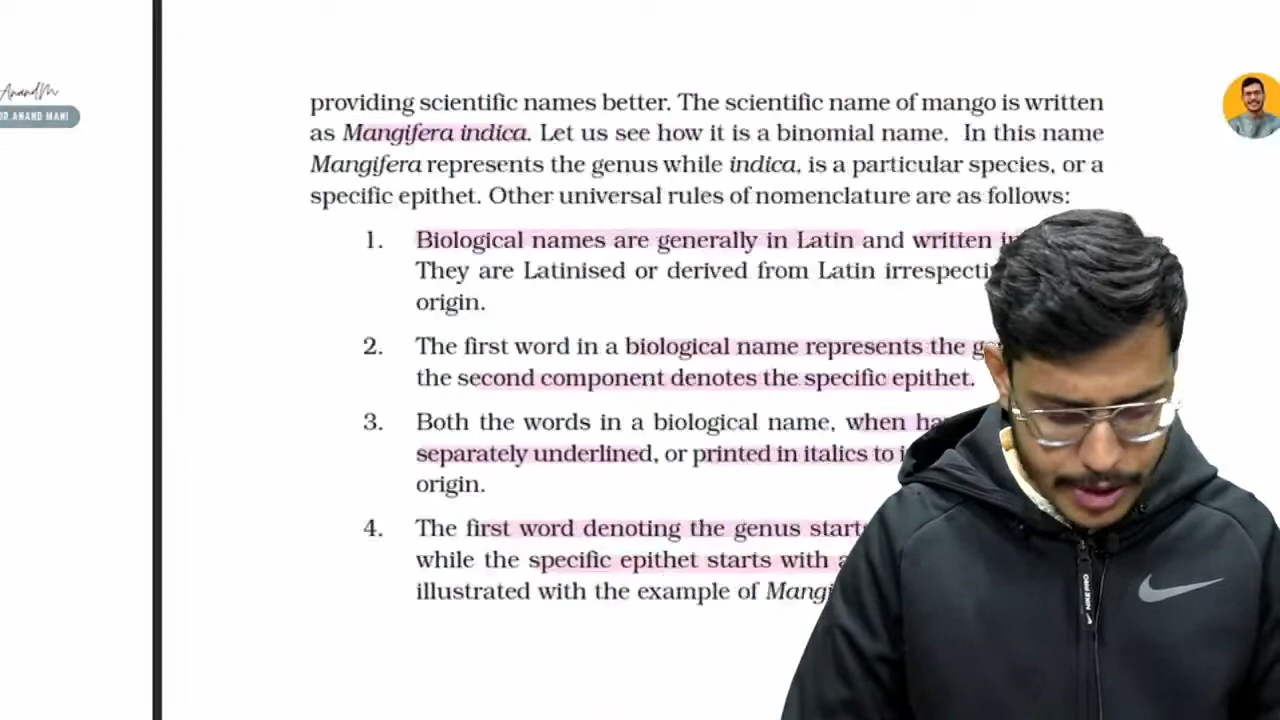 AnandM
DR ANAND MANI
providing scientific names better. The scientific name of mango is written
as Mangifera indica. Let us see how it is a binomial name. In this name
Mangifera represents the genus while indica, is a particular species, or a
specific epithet. Other universal rules of nomenclature are as follows:
1. Biological names are generally in Latin and written
They are Latinised or derived from Latin
origin.
2. The first word in a biological name represents the
the second component denotes the specific epithet.
3. Both the words in a biological name, when
separately underlined, or printed in italics to
origin.
4. The first word denoting the genus
while the specific epithet starts with
illustrated with the example of
NIKE PRO